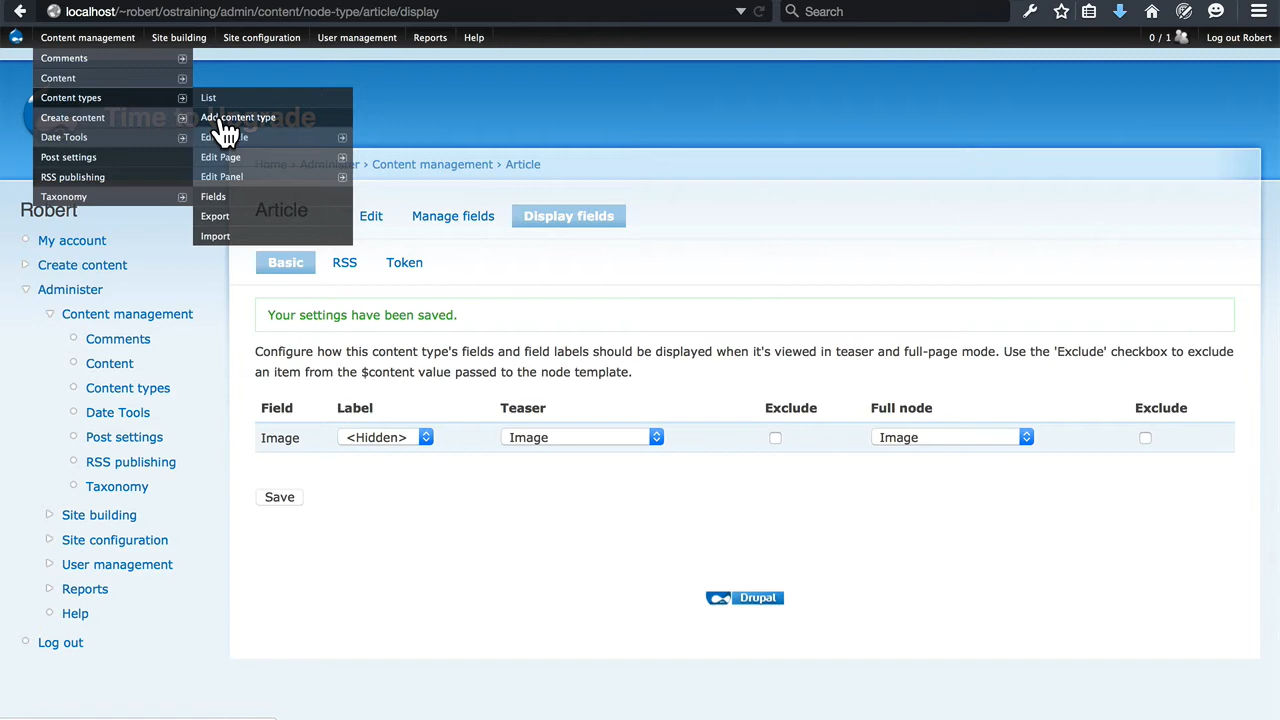 localhost/~robert/ostraining/admin/content/node-type/article/display
Search
Content management
Site building
Site configuration
User management
Reports
Help
0 / 1
Log out Robert
Comments
Content
Content types
Create content
Date Tools
Post settings
RSS publishing
Taxonomy
List
Add content type
Edit Page
Edit Panel
Fields
Export
Import
Time to Upgrade
Home › Administer › Content management › Article
Robert
My account
Create content
Administer
Content management
Comments
Content
Content types
Date Tools
Post settings
RSS publishing
Taxonomy
Site building
Site configuration
User management
Reports
Help
Log out
Article
Edit
Manage fields
Display fields
Basic
RSS
Token
Your settings have been saved.
Configure how this content type's fields and field labels should be displayed when it's viewed in teaser and full-page mode. Use the 'Exclude' checkbox to exclude
an item from the $content value passed to the node template.
Field Label Teaser Exclude Full node Exclude
Image <Hidden> Image Image
Save
Drupal